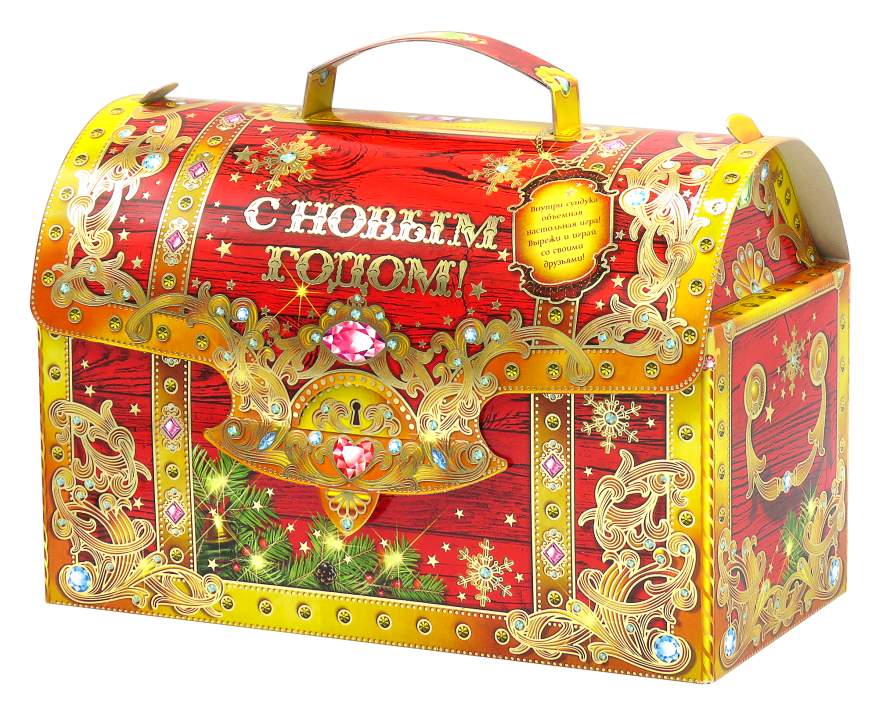 С НОВЫМ
ГОДОМ!
Внутри сундука
объемная
настольная игра!
Вырежи и играй
со своими
друзьями!